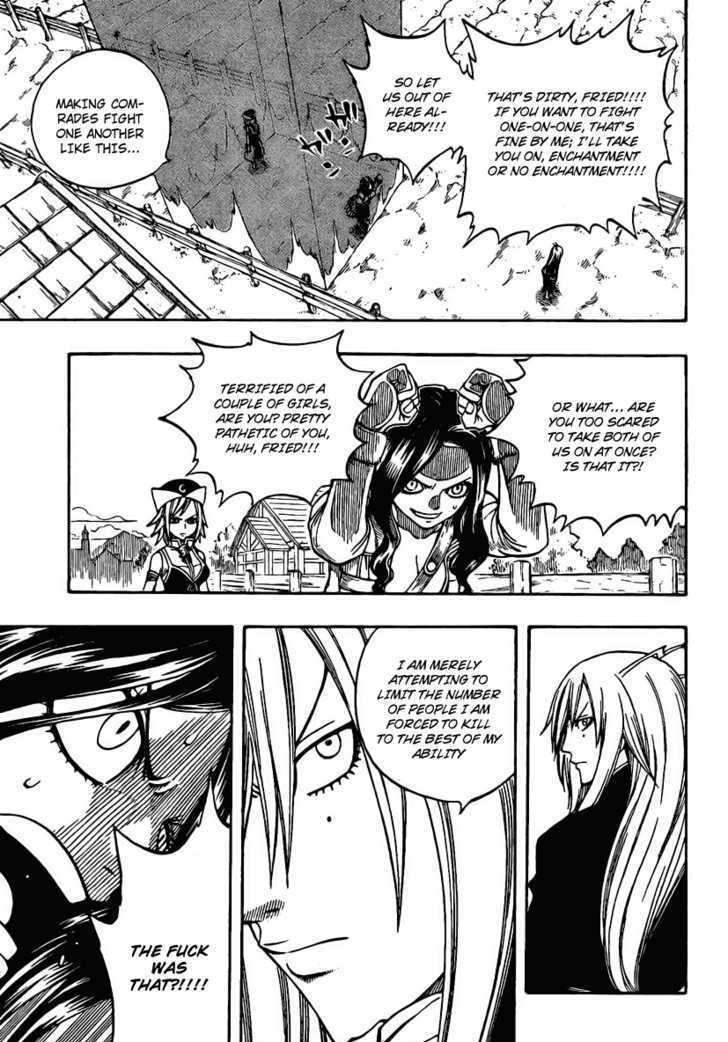 THAT'S DIRTY, FRIED!!!!
IF YOU WANT TO FIGHT
ONE-ON-ONE, THAT'S
FINE BY ME; I'LL TAKE
YOU ON, ENCHANTMENT
OR NO ENCHANTMENT!!!!
SO LET
US OUT OF
HERE AL-
READY!!!
MAKING COM-
RADES FIGHT
ONE ANOTHER
LIKE THIS...
OR WHAT... ARE
YOU TOO SCARED
TO TAKE BOTH OF
US ON AT ONCE?
IS THAT IT?!
TERRIFIED OF A
COUPLE OF GIRLS,
ARE YOU? PRETTY
PATHETIC OF YOU,
HUH, FRIED!!!
I AM MERELY
ATTEMPTING TO
LIMIT THE NUMBER
OF PEOPLE I AM
FORCED TO KILL
TO THE BEST OF MY
ABILITY
THE FUCK
WAS
THAT?!!!!